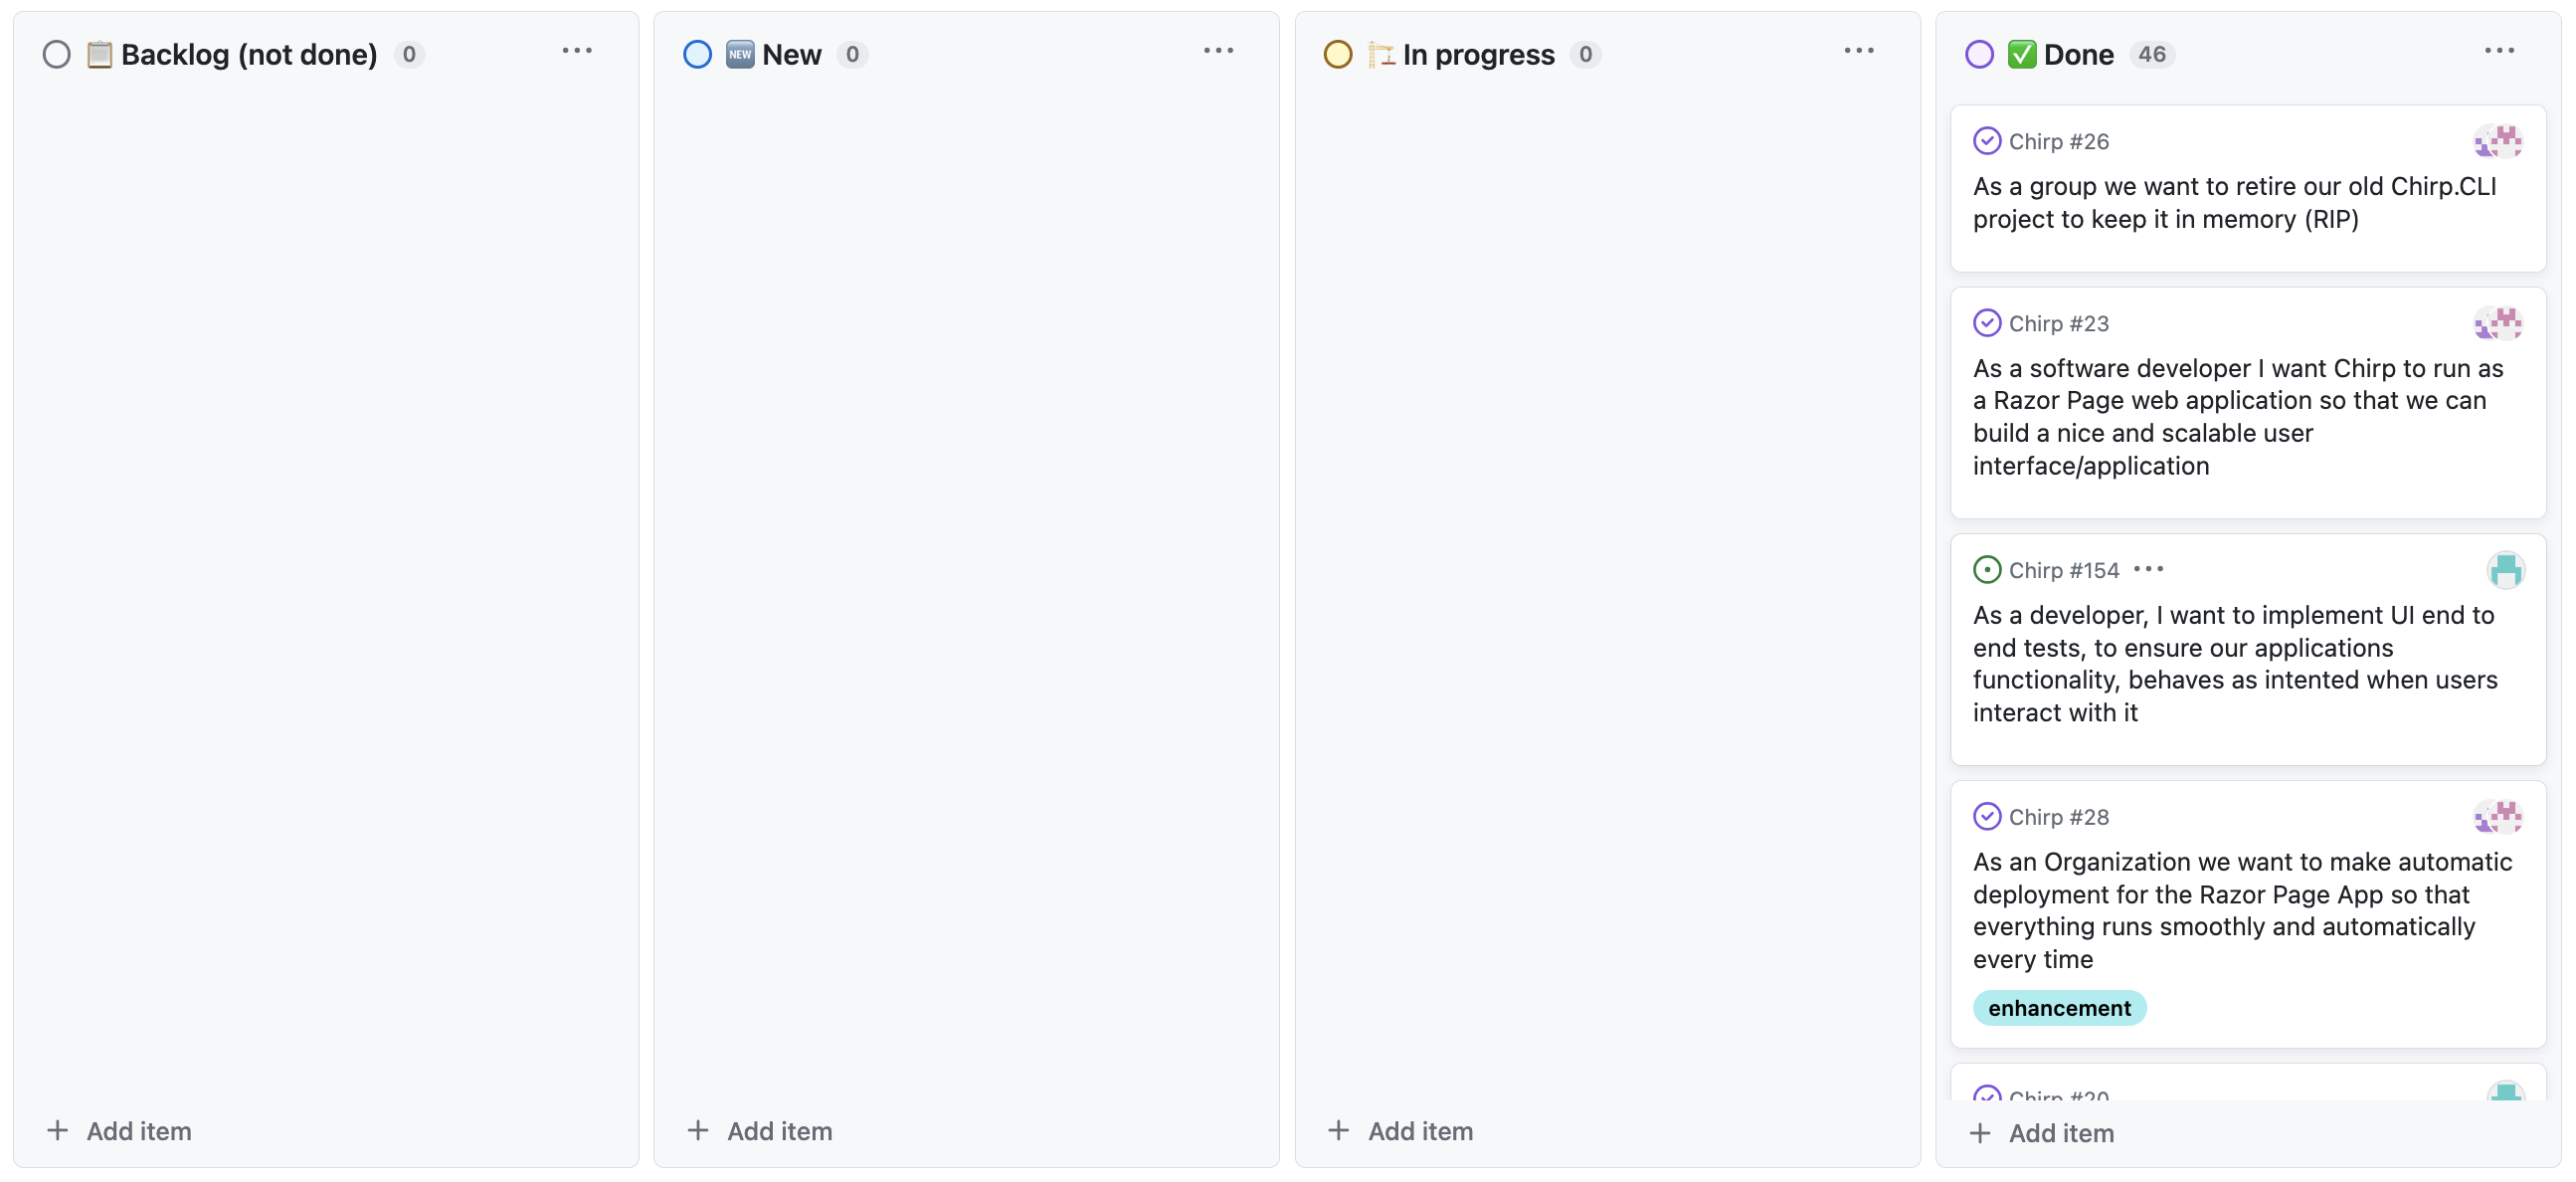 📋 Backlog (not done) 0
🆕 New 0
🏗️ In progress 0
✅ Done 46
Chirp #26
As a group we want to retire our old Chirp.CLI
project to keep it in memory (RIP)
Chirp #23
As a software developer I want Chirp to run as
a Razor Page web application so that we can
build a nice and scalable user
interface/application
Chirp #154
As a developer, I want to implement UI end to
end tests, to ensure our applications
functionality, behaves as intented when users
interact with it
Chirp #28
As an Organization we want to make automatic
deployment for the Razor Page App so that
everything runs smoothly and automatically
every time
enhancement
Chirp #20
Add item
Add item
Add item
Add item